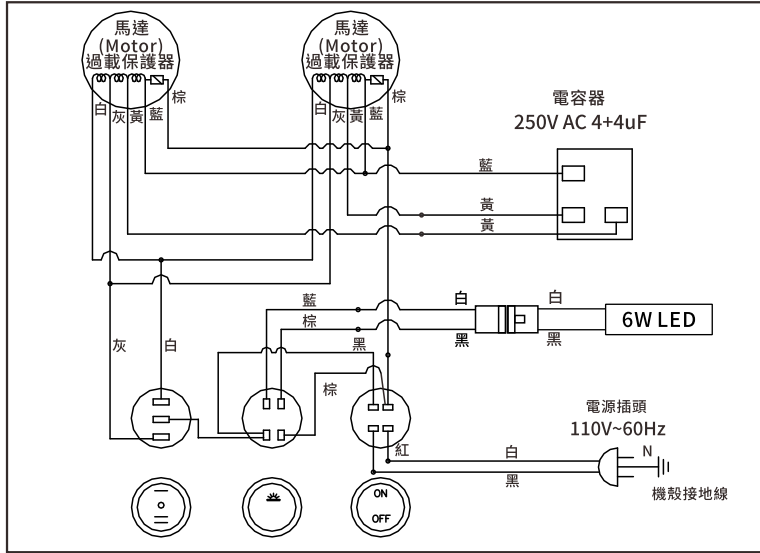 馬達
(Motor)
過載保護器
馬達
(Motor)
過載保護器
白
灰
黃
藍
棕
白
灰
黃
藍
棕
電容器
250V AC 4+4uF
藍
黃
黃
藍
棕
黑
白
黑
白
黑
6W LED
灰
白
棕
紅
電源插頭
110V~60Hz
白
黑
N
機殼接地線
ON
OFF